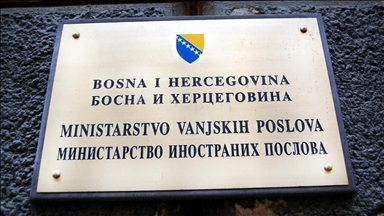 BOSNA I HERCEGOVINA
БОСНА И ХЕРЦЕГОВИНА
MINISTARSTVO VANJSKIH POSLOVA
МИНИСТАРСТВО ИНОСТРАНИХ ПОСЛОВА